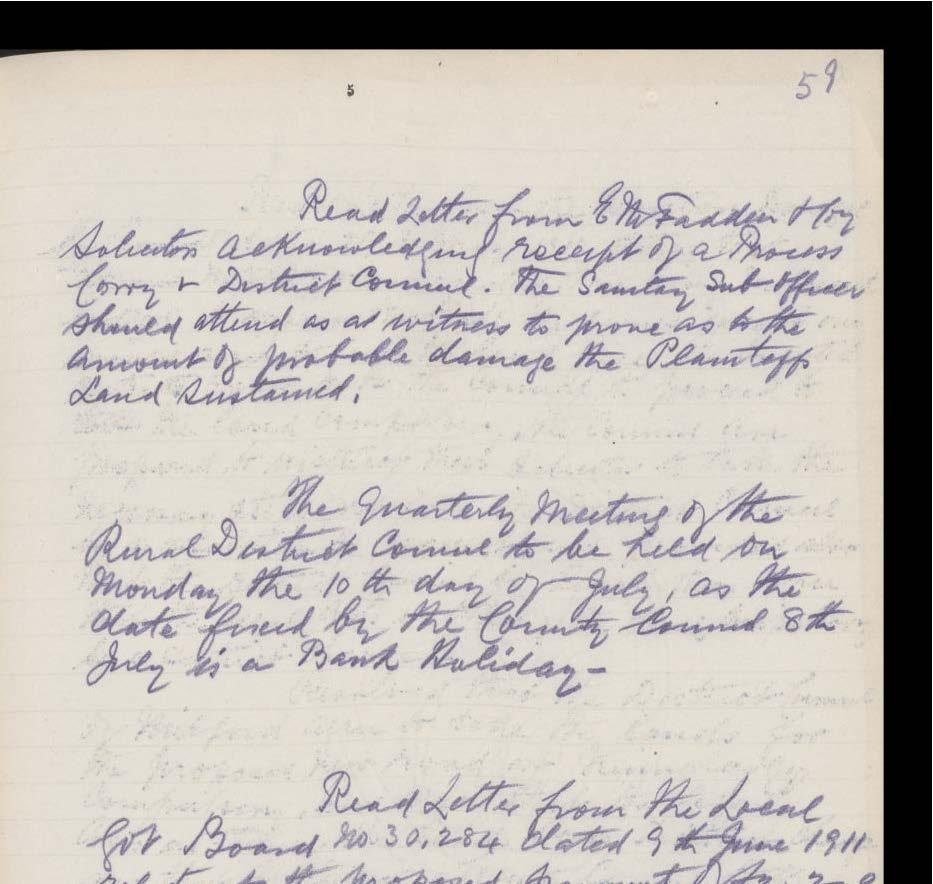 59
5
Read Letter from E McFadden & Coy
Solicitors acknowledging receipt of a Process
Corry v District Council. The Sanitary Sub Officer
should attend as a witness to prove as to the
amount of probable damage the Plaintiffs
Land sustained.
The Quarterly Meeting of the
Rural District Council to be held on
Monday the 10th day of July, as the
date fixed by the County Council 8th
July is a Bank Holiday-
Read Letter from the Local
Govt Board No. 30,284 dated 9th June 1911